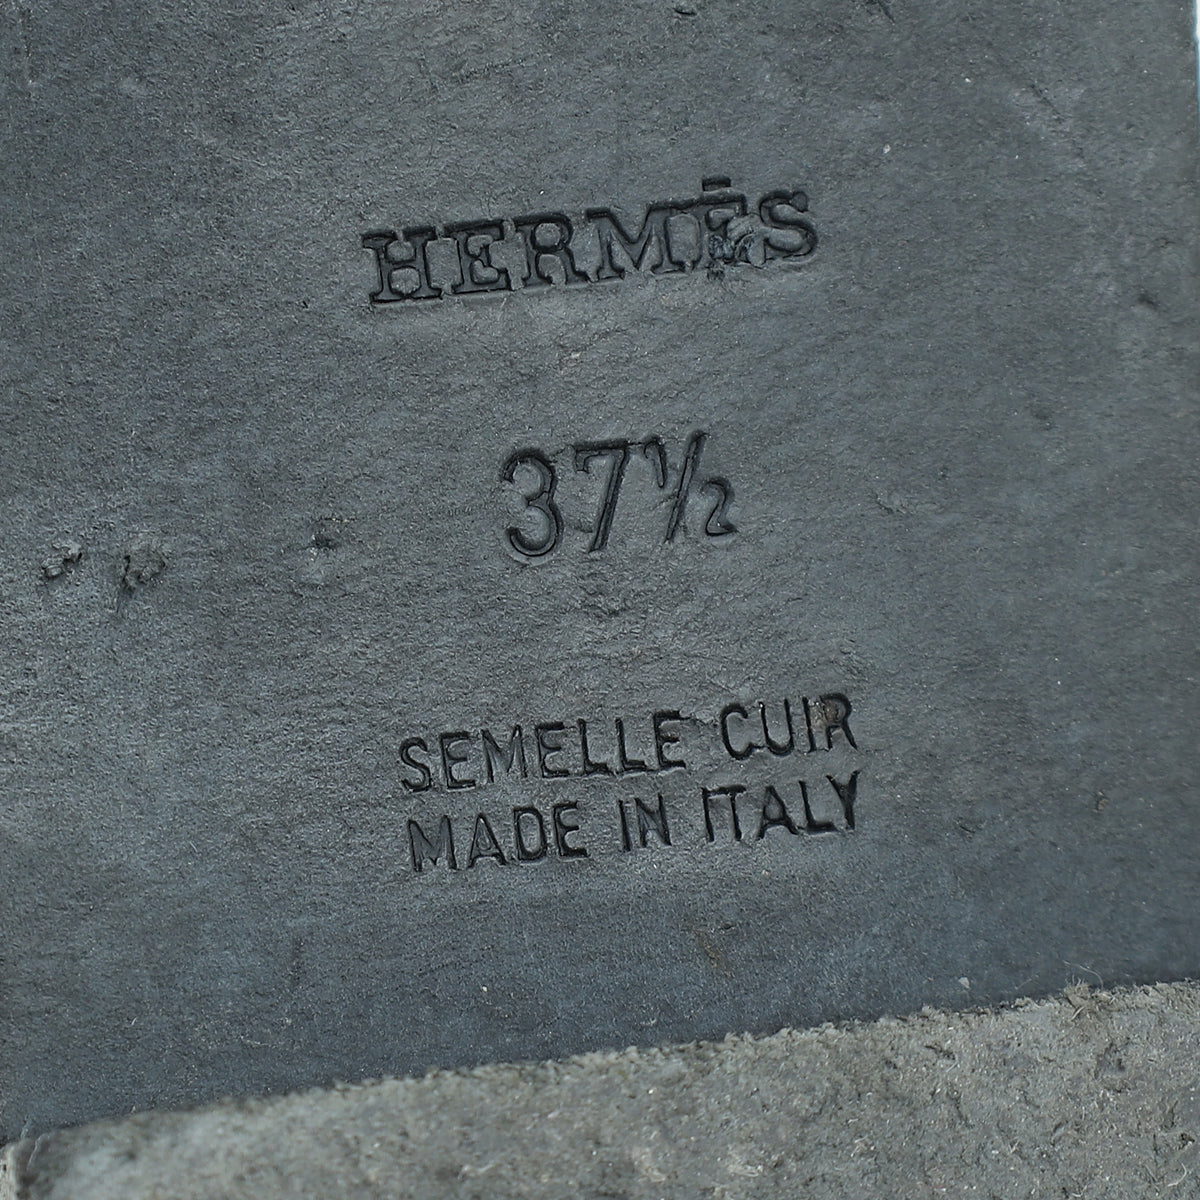 HERMÈS
37½
SEMELLE CUIR
MADE IN ITALY